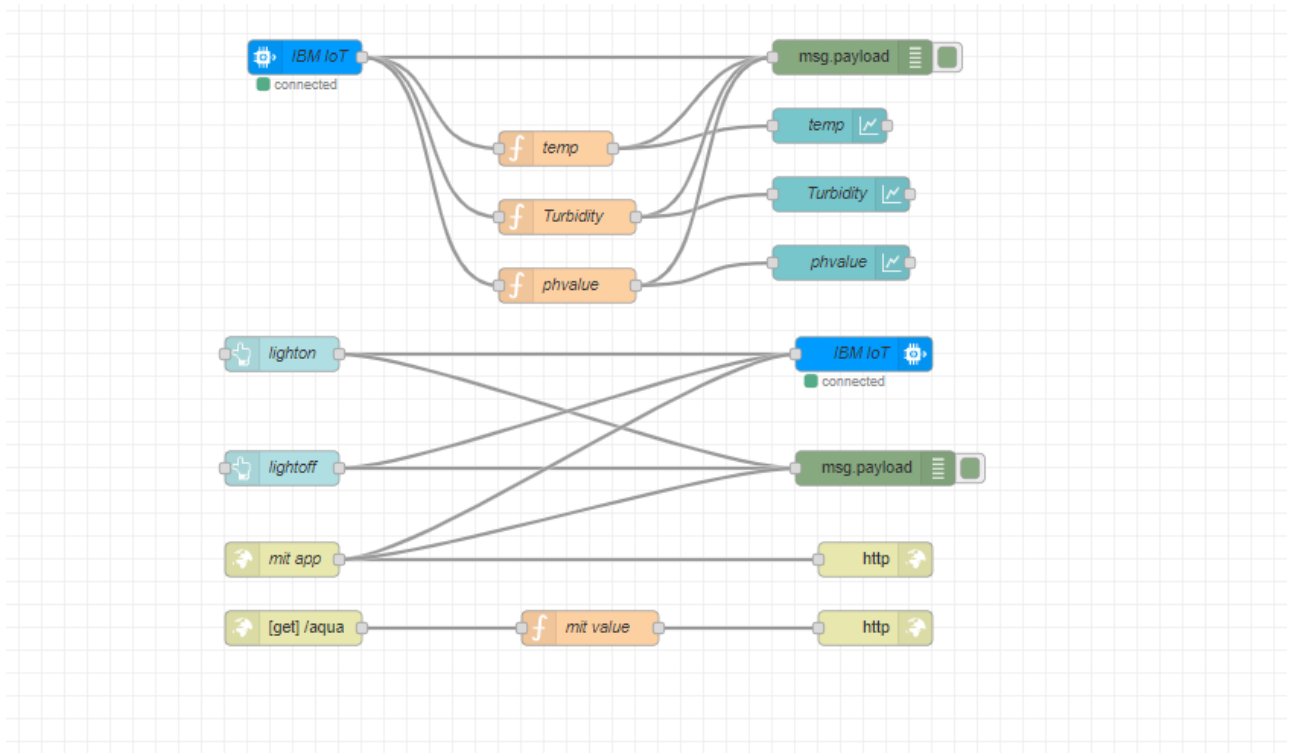 IBM IoT
msg.payload
connected
temp
temp
Turbidity
Turbidity
phvalue
phvalue
lighton
IBM IoT
connected
lightoff
msg.payload
mit app
http
[get] /aqua
mit value
http